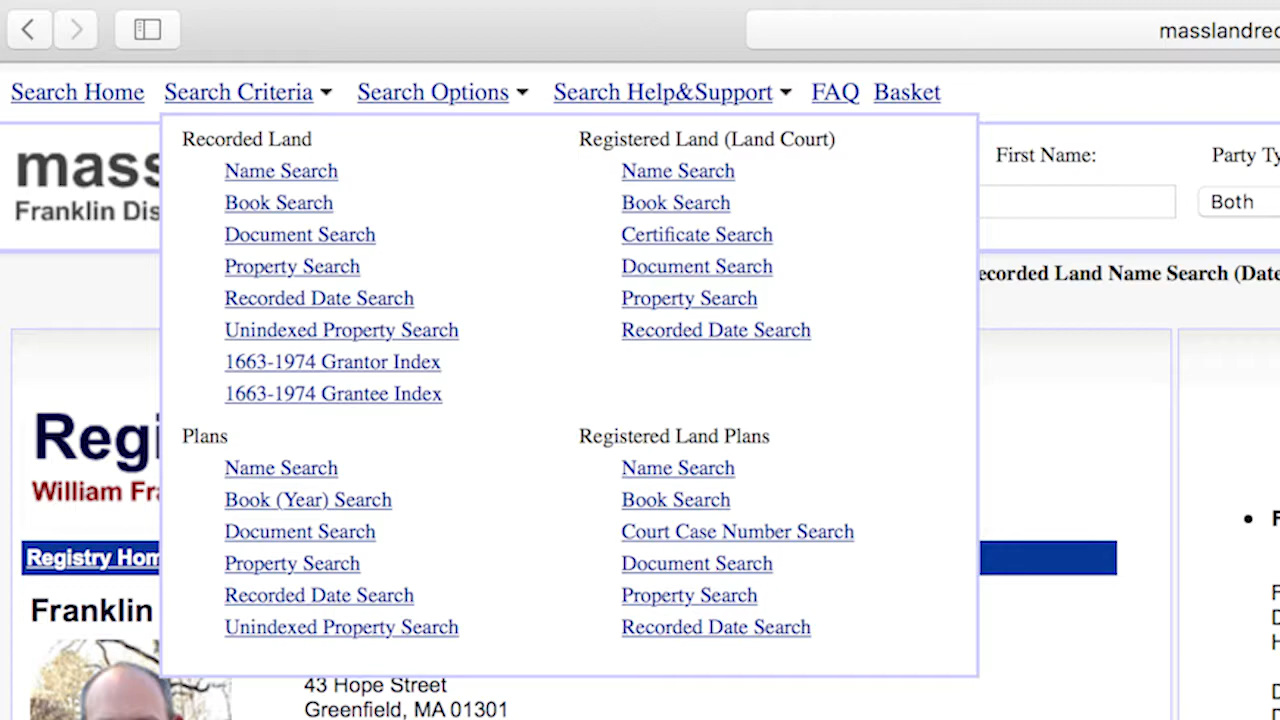 masslandrec
Search Home Search Criteria Search Options Search Help&Support FAQ Basket
Recorded Land
Name Search
Book Search
Document Search
Property Search
Recorded Date Search
Unindexed Property Search
1663-1974 Grantor Index
1663-1974 Grantee Index
Registered Land (Land Court)
Name Search
Book Search
Certificate Search
Document Search
Property Search
Recorded Date Search
Plans
Name Search
Book (Year) Search
Document Search
Property Search
Recorded Date Search
Unindexed Property Search
Registered Land Plans
Name Search
Book Search
Court Case Number Search
Document Search
Property Search
Recorded Date Search
mass
Franklin Dis
First Name: Party Ty
Both
ecorded Land Name Search (Date
Regi
William Fra
Registry Hom
Franklin
43 Hope Street
Greenfield, MA 01301